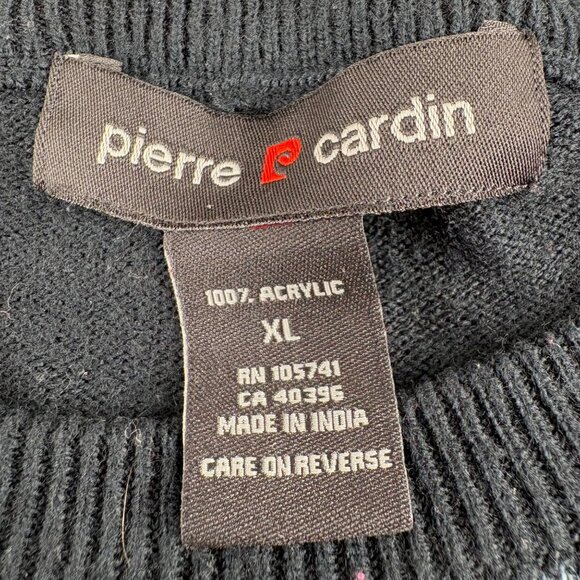 pierre cardin
100% ACRYLIC
XL
RN 105741
CA 40396
MADE IN INDIA
CARE ON REVERSE